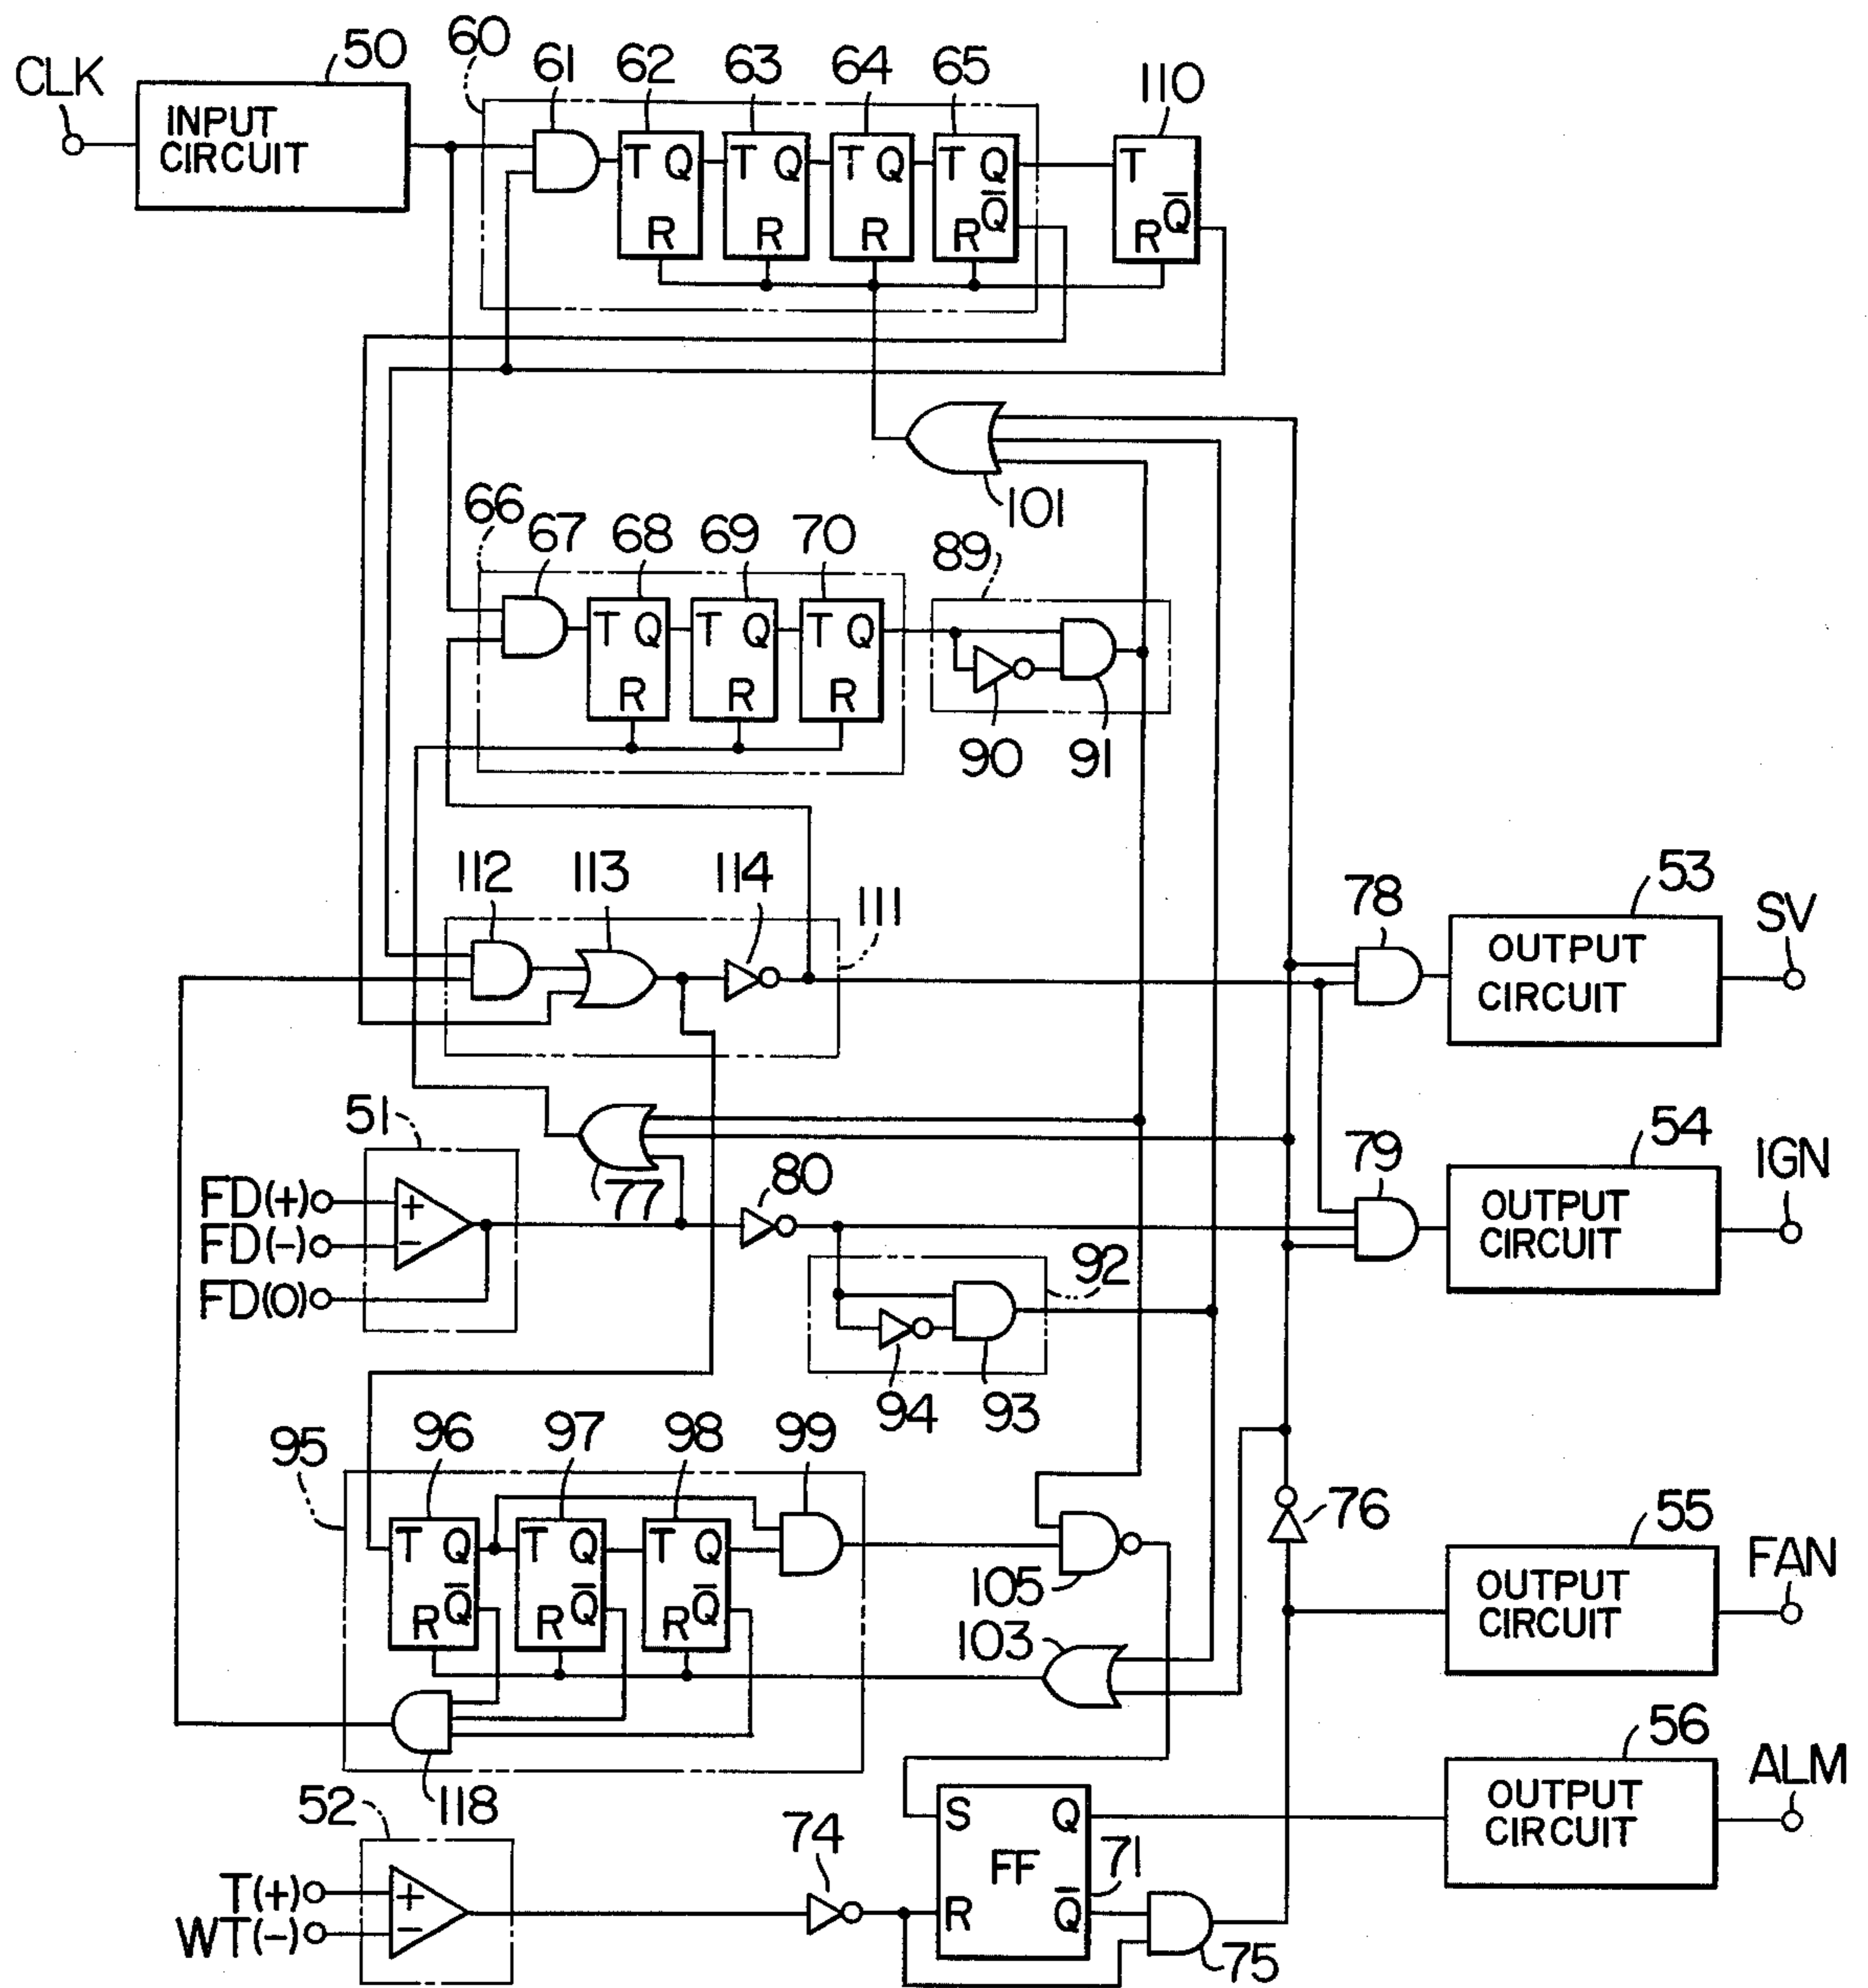 60
50
61
62
63
64
65
110
CLK
INPUT
CIRCUIT
T Q
T Q
T Q
T Q
T
Q̅
Q̅
R
R
R
R
R
101
66
67
68
69
70
89
T Q
T Q
T Q
R
R
R
90
91
112
113
114
111
78
53
SV
OUTPUT
CIRCUIT
51
77
80
79
54
IGN
FD(+)
+
FD(-)
-
FD(0)
OUTPUT
CIRCUIT
92
94
93
95
96
97
98
99
T Q
T Q
T Q
R Q̅
R Q̅
R Q̅
105
103
76
55
FAN
OUTPUT
CIRCUIT
118
52
74
56
ALM
OUTPUT
CIRCUIT
S Q
FF
71
R Q̅
T(+)
+
WT(-)
-
75